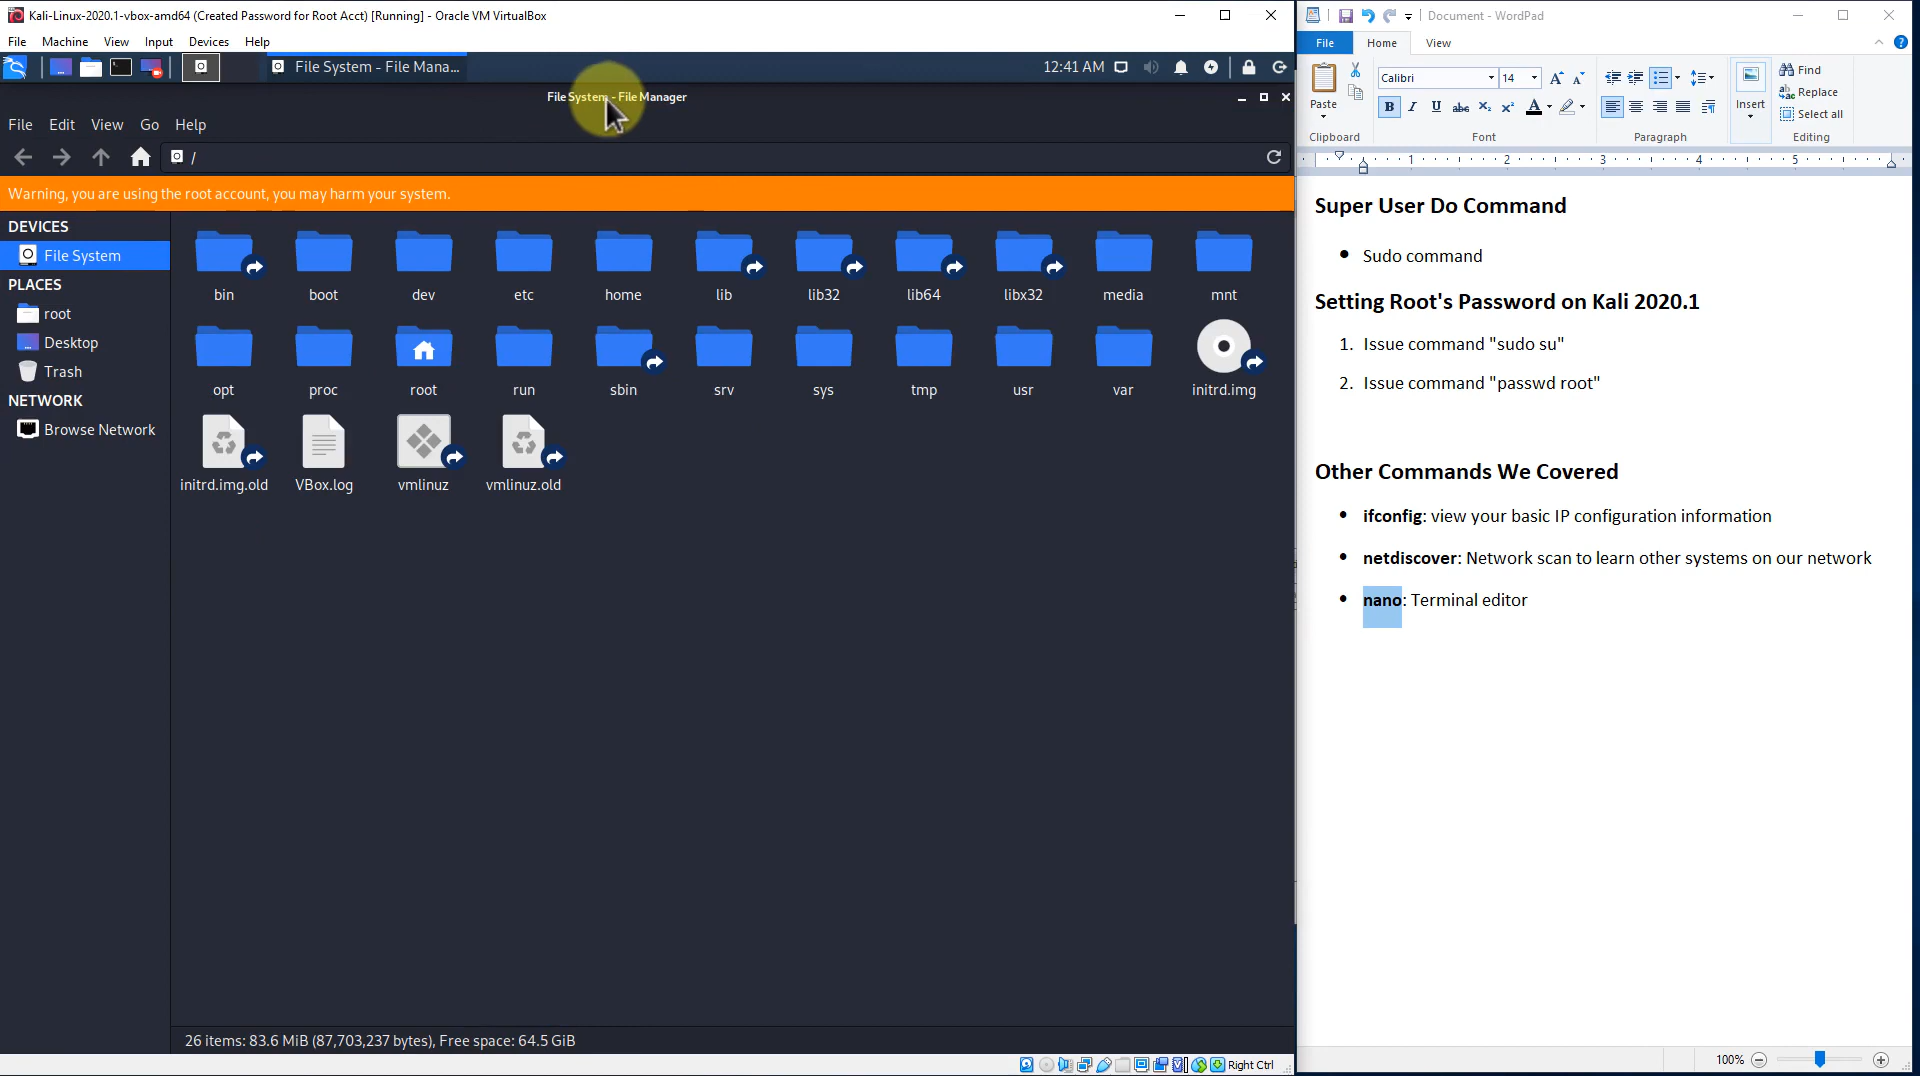 Kali-Linux-2020.1-vbox-amd64 (Created Password for Root Acct) [Running] - Oracle VM VirtualBox
File Machine View Input Devices Help
File System - File Mana...
12:41 AM
File System - File Manager
File Edit View Go Help
/
Warning, you are using the root account, you may harm your system.
DEVICES
File System
PLACES
root
Desktop
Trash
NETWORK
Browse Network
bin boot dev etc home lib lib32 lib64 libx32 media mnt
opt proc root run sbin srv sys tmp usr var initrd.img
initrd.img.old VBox.log vmlinuz vmlinuz.old
26 items: 83.6 MiB (87,703,237 bytes), Free space: 64.5 GiB
Right Ctrl
Document - WordPad
File Home View
Paste
Clipboard
Calibri 14
B I U abc X₂ X² A
Font
Paragraph
Insert
Find
Replace
Select all
Editing
1 2 3 4 5
Super User Do Command
• Sudo command
Setting Root's Password on Kali 2020.1
1. Issue command "sudo su"
2. Issue command "passwd root"
Other Commands We Covered
• ifconfig: view your basic IP configuration information
• netdiscover: Network scan to learn other systems on our network
• nano: Terminal editor
100%